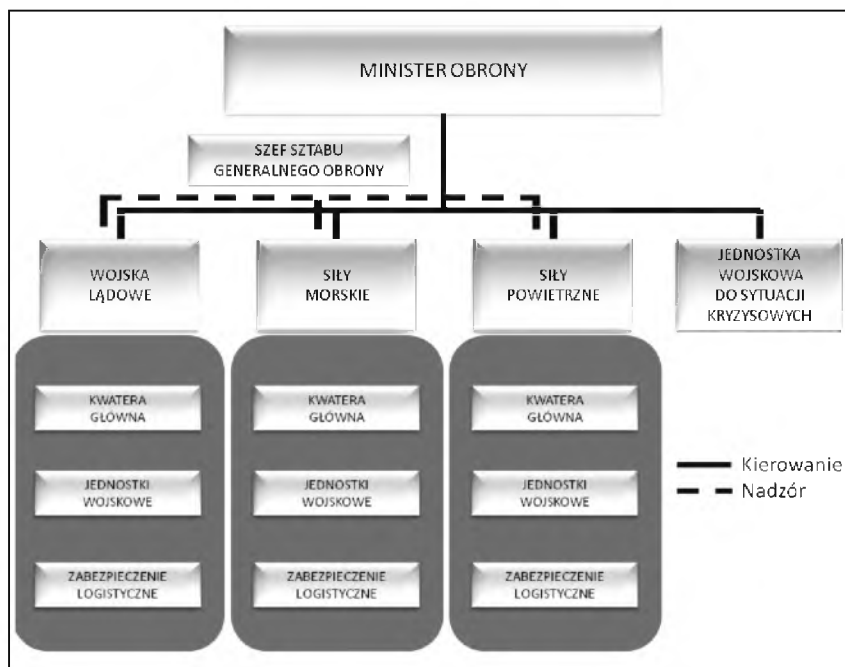 MINISTER OBRONY
SZEF SZTABU
GENERALNEGO OBRONY
WOJSKA
LĄDOWE
SIŁY
MORSKIE
SIŁY
POWIETRZNE
JEDNOSTKA
WOJSKOWA
DO SYTUACJI
KRYZYSOWYCH
KWATERA
GŁÓWNA
KWATERA
GŁÓWNA
KWATERA
GŁÓWNA
JEDNOSTKI
WOJSKOWE
JEDNOSTKI
WOJSKOWE
JEDNOSTKI
WOJSKOWE
ZABEZPIECZENIE
LOGISTYCZNE
ZABEZPIECZENIE
LOGISTYCZNE
ZABEZPIECZENIE
LOGISTYCZNE
Kierowanie
Nadzór